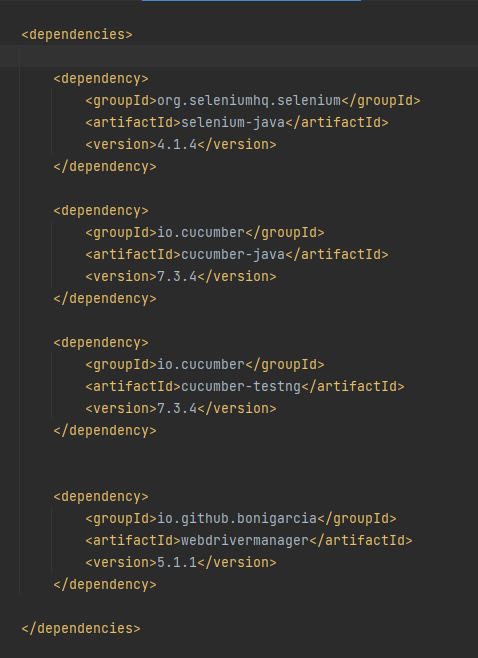 <dependencies>
<dependency>
<groupId>org.seleniumhq.selenium</groupId>
<artifactId>selenium-java</artifactId>
<version>4.1.4</version>
</dependency>
<dependency>
<groupId>io.cucumber</groupId>
<artifactId>cucumber-java</artifactId>
<version>7.3.4</version>
</dependency>
<dependency>
<groupId>io.cucumber</groupId>
<artifactId>cucumber-testng</artifactId>
<version>7.3.4</version>
</dependency>
<dependency>
<groupId>io.github.bonigarcia</groupId>
<artifactId>webdrivermanager</artifactId>
<version>5.1.1</version>
</dependency>
</dependencies>